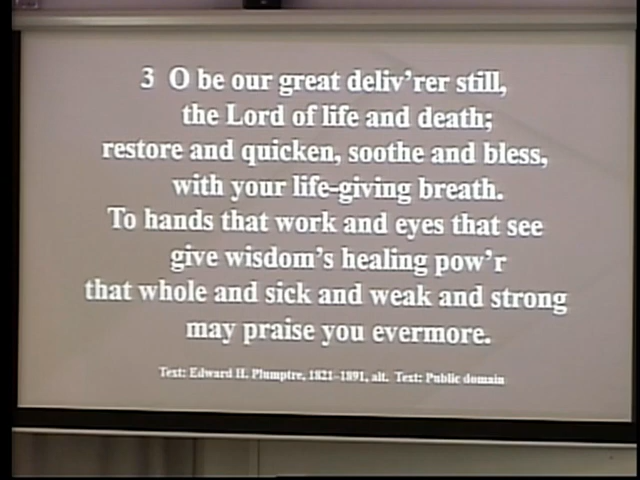 3 O be our great deliv'rer still,
the Lord of life and death;
restore and quicken, soothe and bless,
with your life-giving breath.
To hands that work and eyes that see
give wisdom's healing pow'r
that whole and sick and weak and strong
may praise you evermore.
Text: Edward H. Plumptre, 1821–1891, alt. Text: Public domain